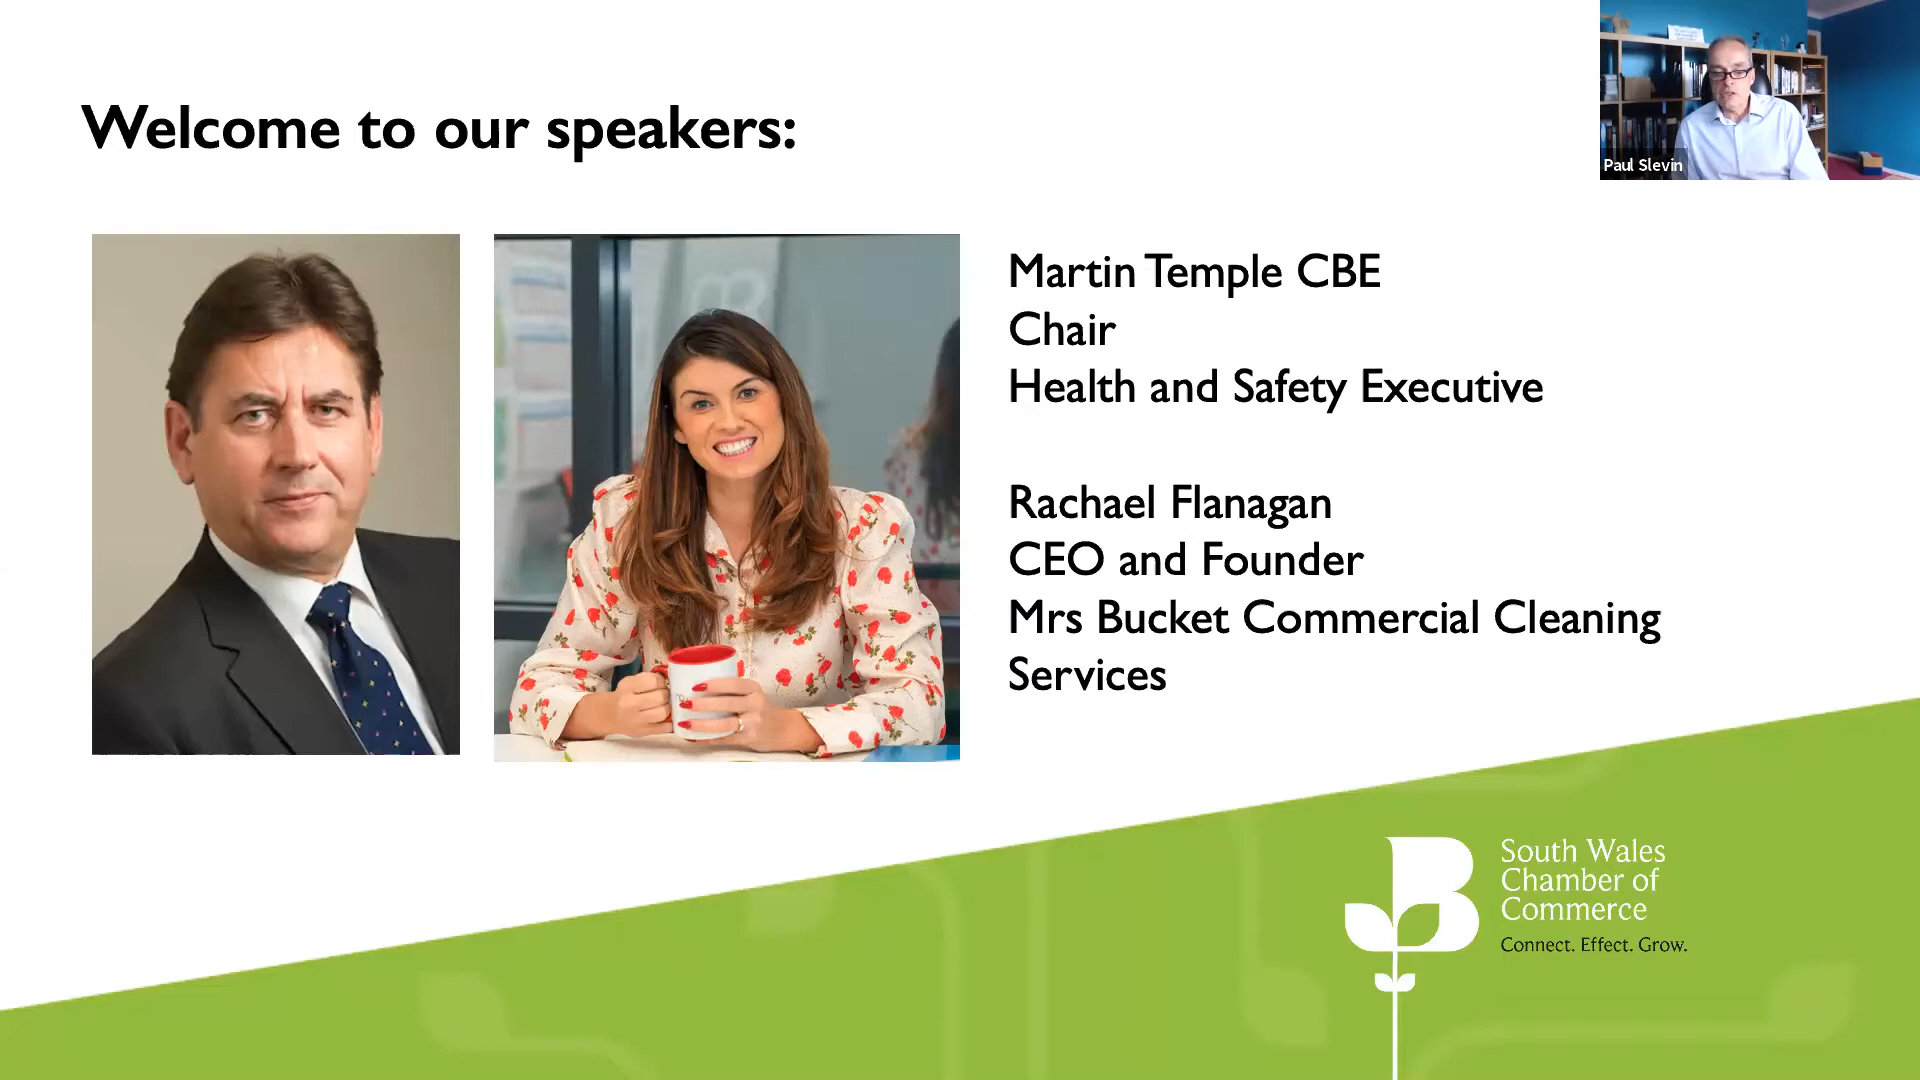 Welcome to our speakers:
Paul Slevin
Martin Temple CBE
Chair
Health and Safety Executive
Rachael Flanagan
CEO and Founder
Mrs Bucket Commercial Cleaning
Services
South Wales
Chamber of
Commerce
Connect. Effect. Grow.